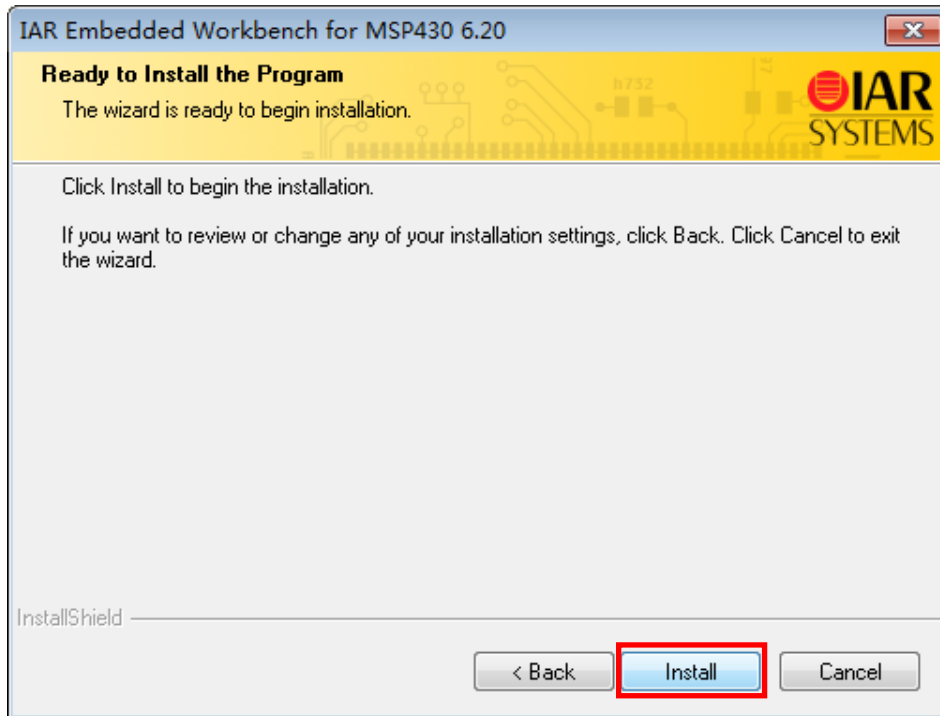 IAR Embedded Workbench for MSP430 6.20
Ready to Install the Program
The wizard is ready to begin installation.
h732
IAR
SYSTEMS
Click Install to begin the installation.
If you want to review or change any of your installation settings, click Back. Click Cancel to exit
the wizard.
InstallShield
< Back Install Cancel